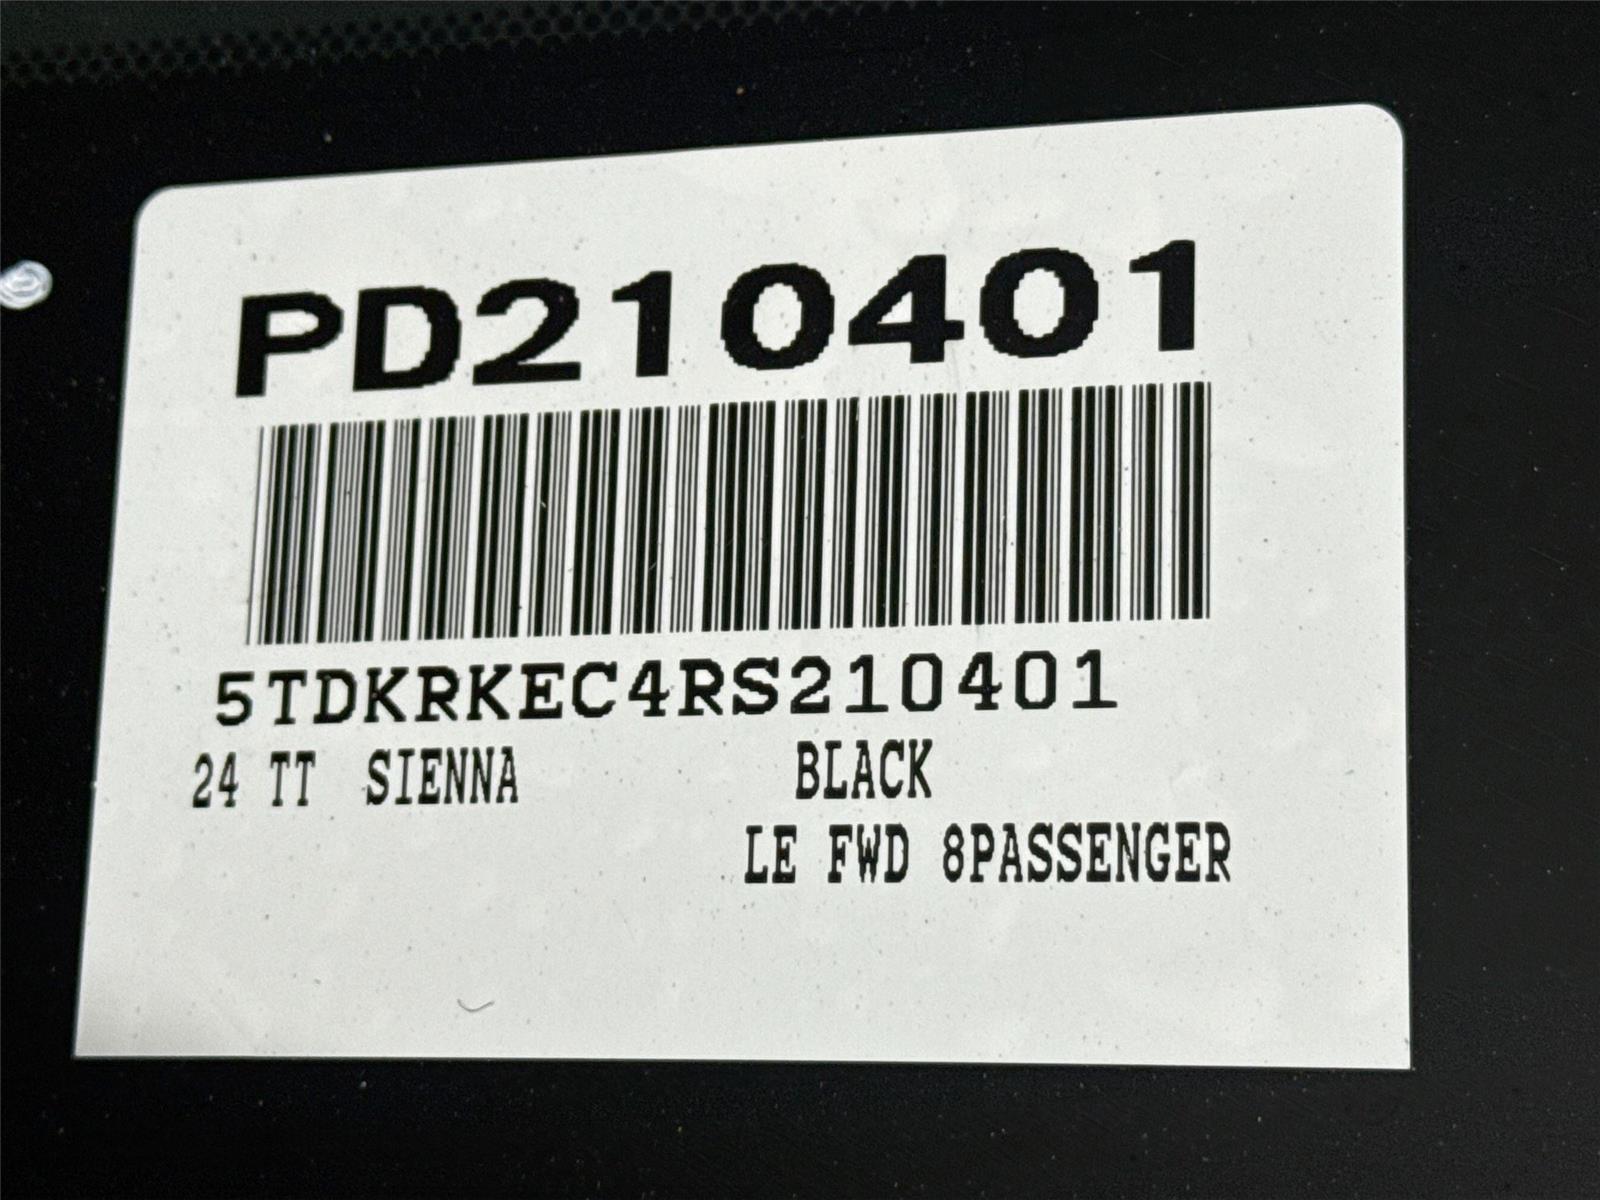 PD210401
5TDKRKEC4RS210401
24 TT SIENNA BLACK
LE FWD 8PASSENGER